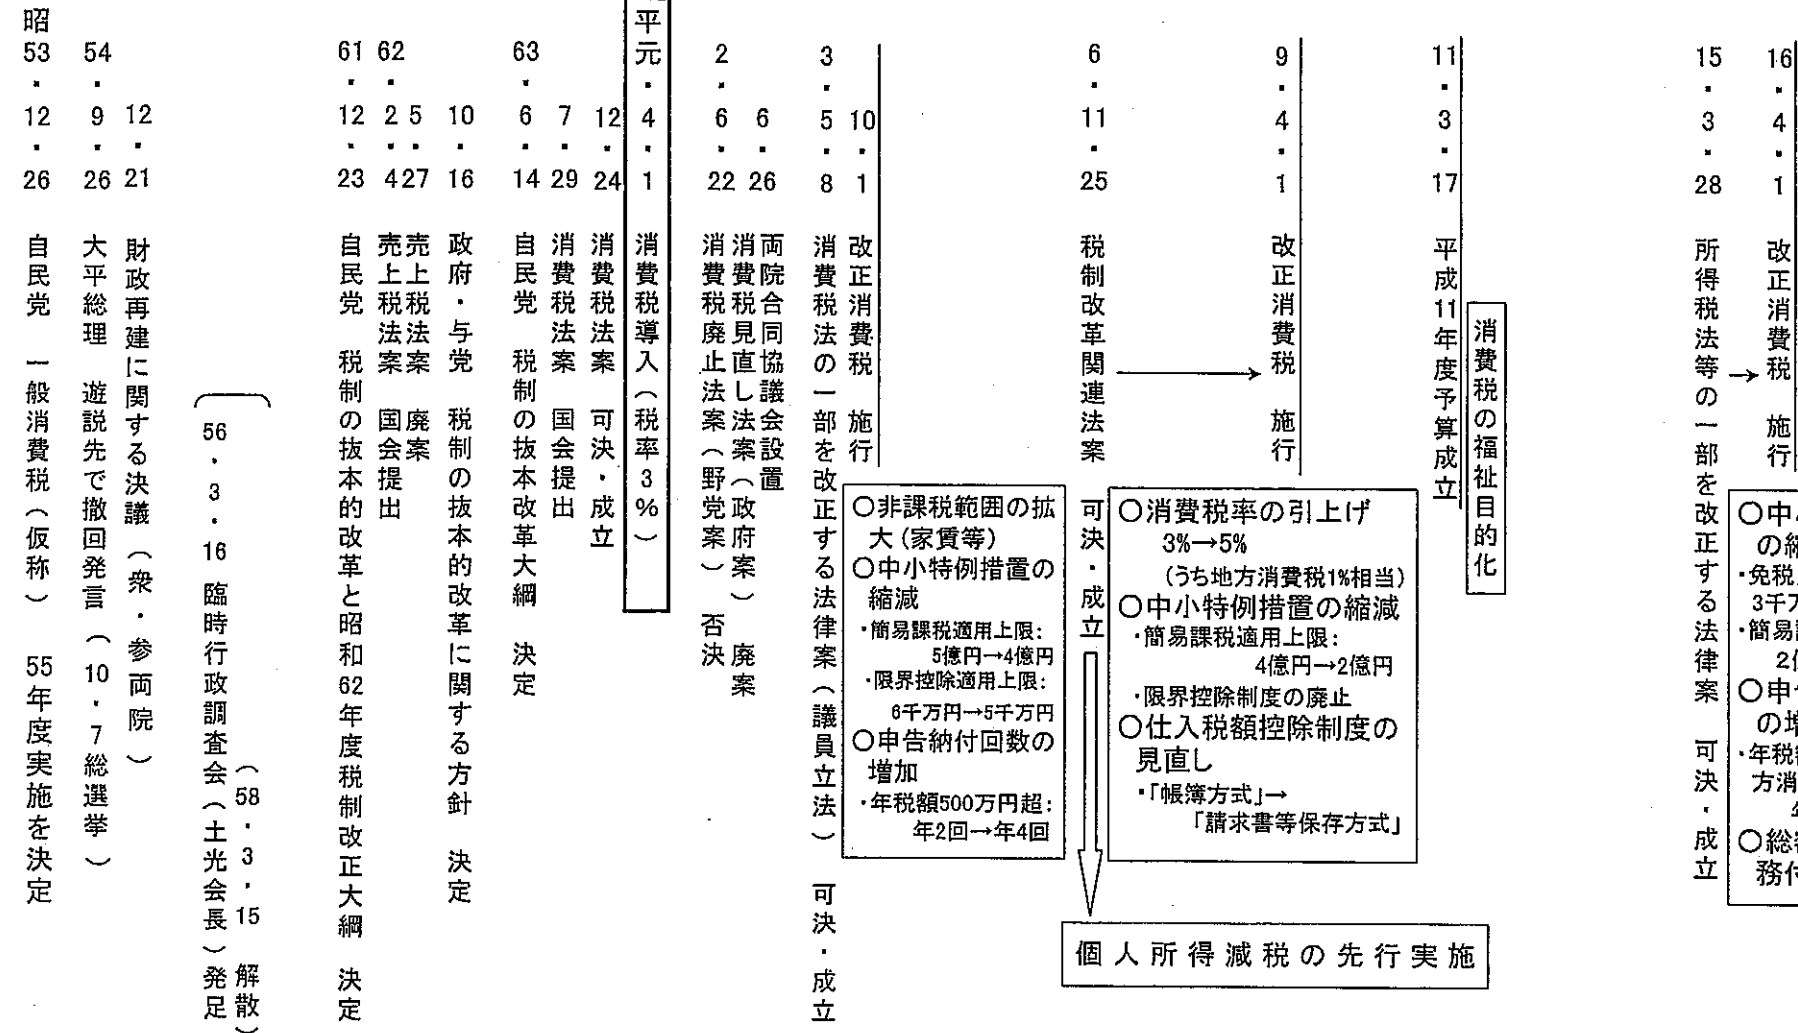 昭53・12・26 自民党 一般消費税（仮称） 55年度実施を決定
54・9・26 大平総理 遊説先で撤回発言（10・7総選挙）
12・21 財政再建に関する決議（衆・参両院）
56・3・16 臨時行政調査会（土光会長）発足
（58・3・15 解散）
61・12・23 自民党 税制の抜本的改革と昭和62年度税制改正大綱 決定
62・2・4 売上税法案 国会提出
5・27 売上税法案 廃案
10・16 政府・与党 税制の抜本的改革に関する方針 決定
63・6・14 自民党 税制の抜本改革大綱 決定
7・29 消費税法案 国会提出
12・24 消費税法案 可決・成立
平元・4・1 消費税導入（税率3%）
2・6・22 消費税廃止法案（野党案）否決
消費税見直し法案（政府案） 廃案
6・26 両院合同協議会設置
3・5・8 消費税法の一部を改正する法律案（議員立法） 可決・成立
10・1 改正消費税 施行
○非課税範囲の拡
大（家賃等）
○中小特例措置の
縮減
・簡易課税適用上限：
5億円→4億円
・限界控除適用上限：
6千万円→5千万円
○申告納付回数の
増加
・年税額500万円超：
年2回→年4回
6・11・25 税制改革関連法案 可決・成立
→
個人所得減税の先行実施
9・4・1 改正消費税 施行
○消費税率の引上げ
3%→5%
（うち地方消費税1%相当）
○中小特例措置の縮減
・簡易課税適用上限：
4億円→2億円
・限界控除制度の廃止
○仕入税額控除制度の
見直し
・「帳簿方式」→
「請求書等保存方式」
11・3・17 平成11年度予算成立
消費税の福祉目的化
15・3・28 所得税法等の一部を改正する法律案 可決・成立
→
16・4・1 改正消費税 施行
○中
の
・免税
3千
・簡易
2
○申
の増
・年税
方消
○総
務付